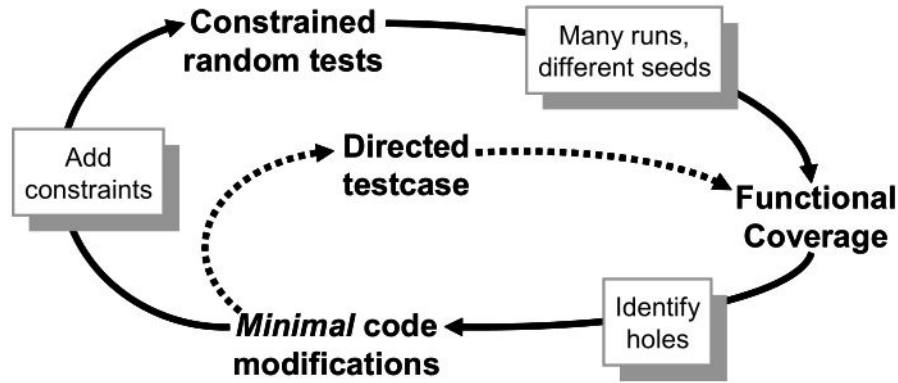 Constrained
random tests
Many runs,
different seeds
Add
constraints
Directed
testcase
Functional
Coverage
Identify
holes
Minimal code
modifications